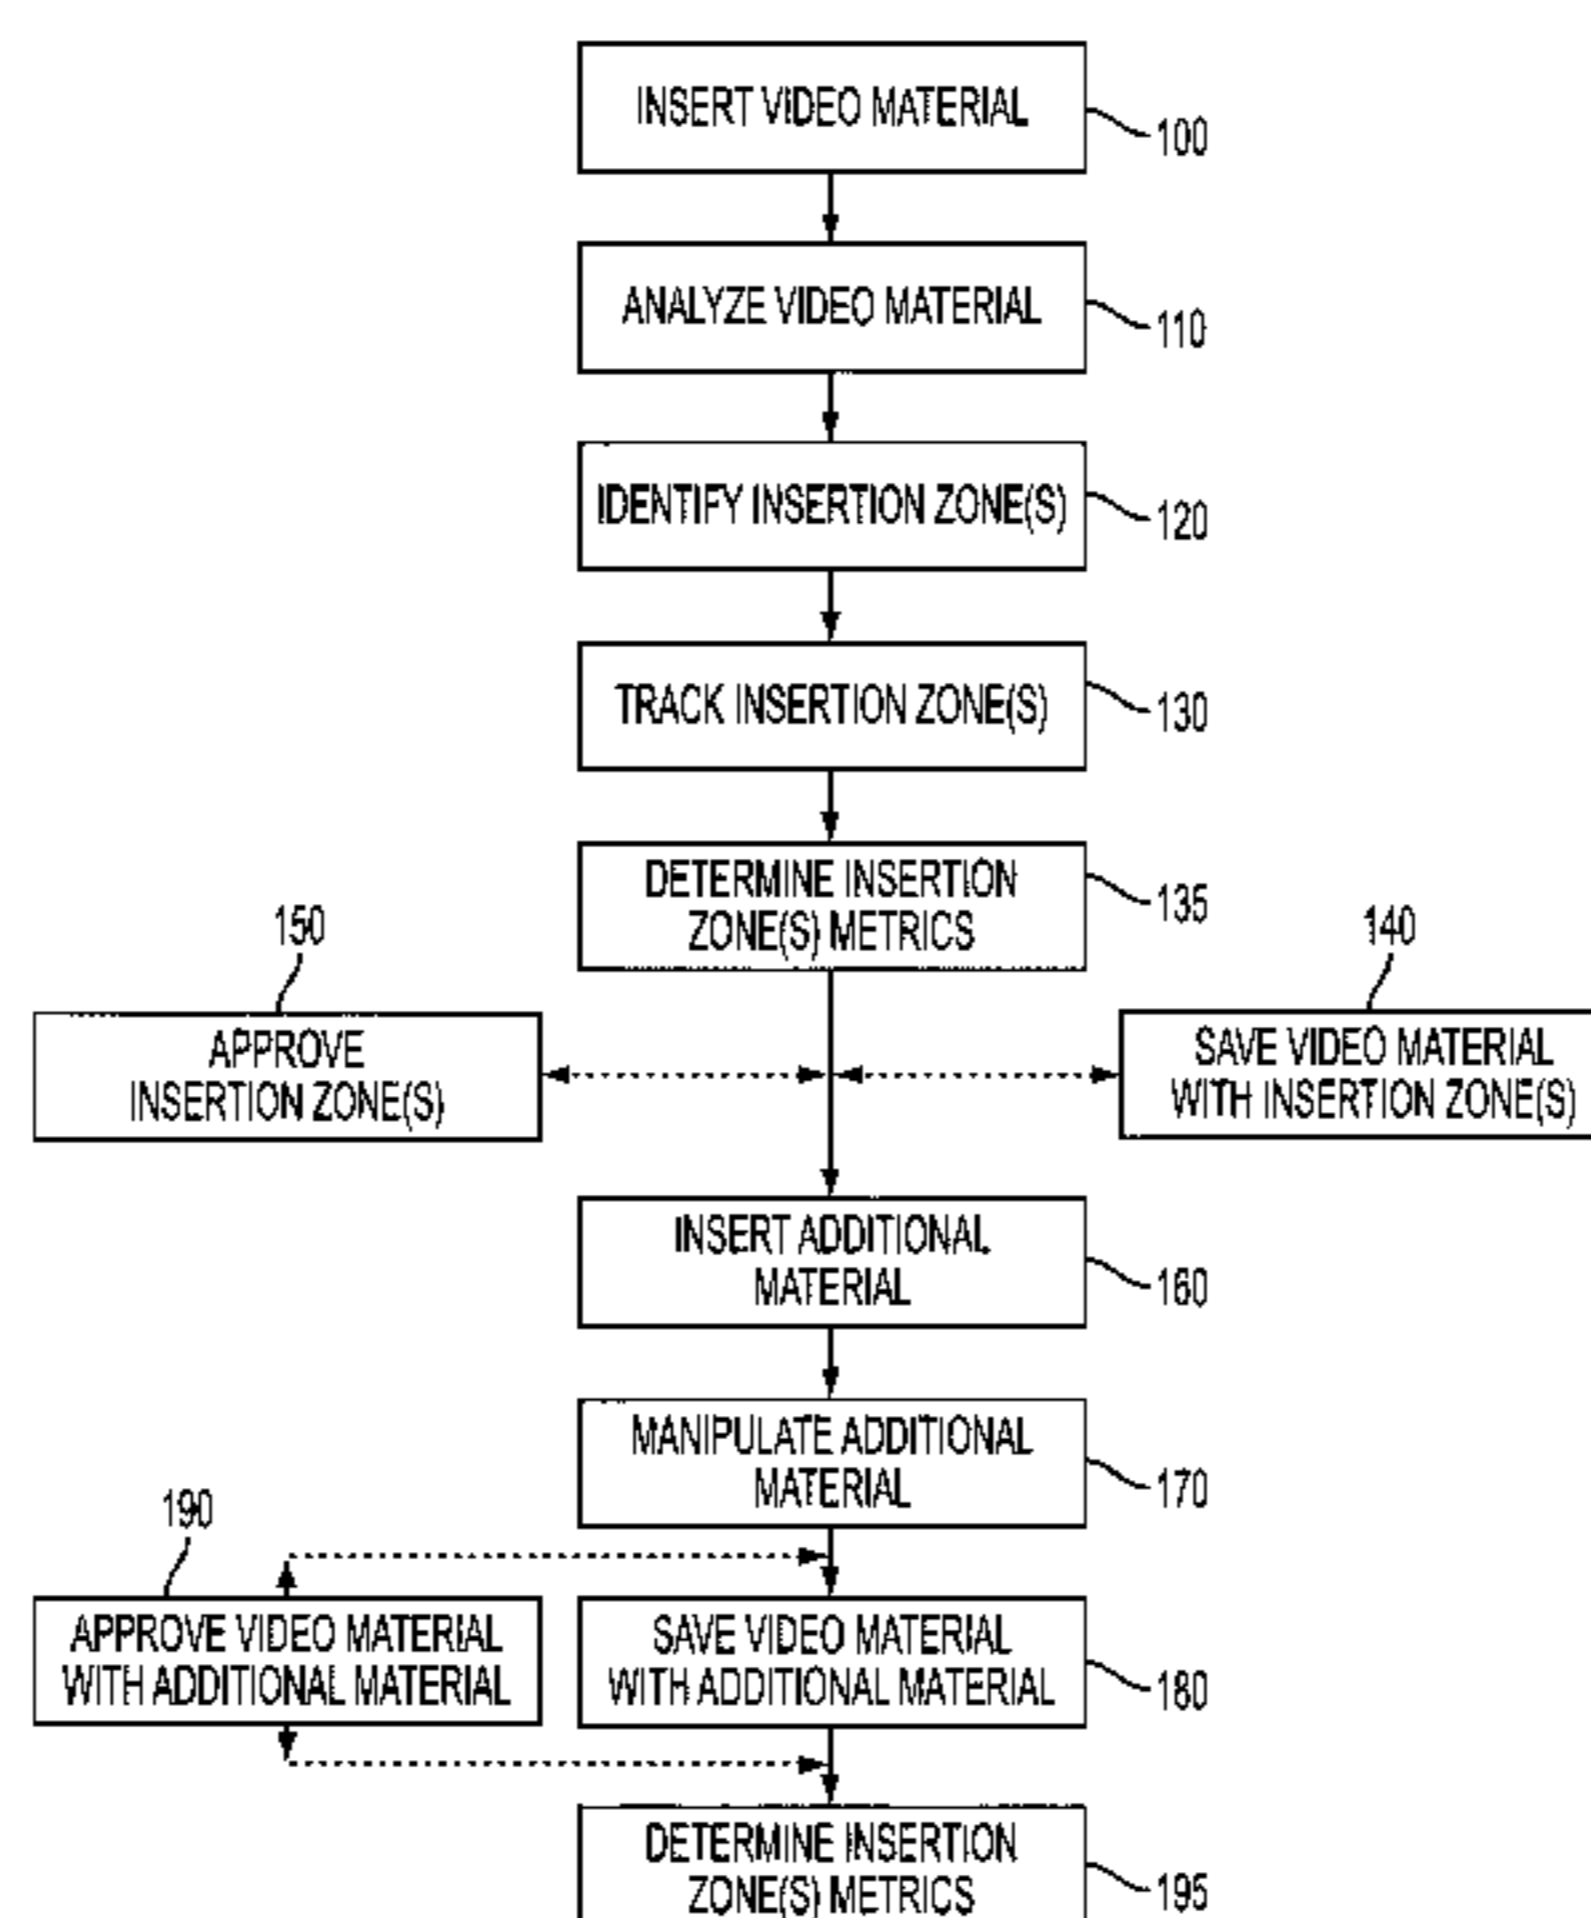 INSERT VIDEO MATERIAL
100
ANALYZE VIDEO MATERIAL
110
IDENTIFY INSERTION ZONE(S)
120
TRACK INSERTION ZONE(S)
130
DETERMINE INSERTION
ZONE(S) METRICS
135
150
APPROVE
INSERTION ZONE(S)
140
SAVE VIDEO MATERIAL
WITH INSERTION ZONE(S)
INSERT ADDITIONAL
MATERIAL
160
MANIPULATE ADDITIONAL
MATERIAL
170
190
APPROVE VIDEO MATERIAL
WITH ADDITIONAL MATERIAL
SAVE VIDEO MATERIAL
WITH ADDITIONAL MATERIAL
180
DETERMINE INSERTION
ZONE(S) METRICS
195